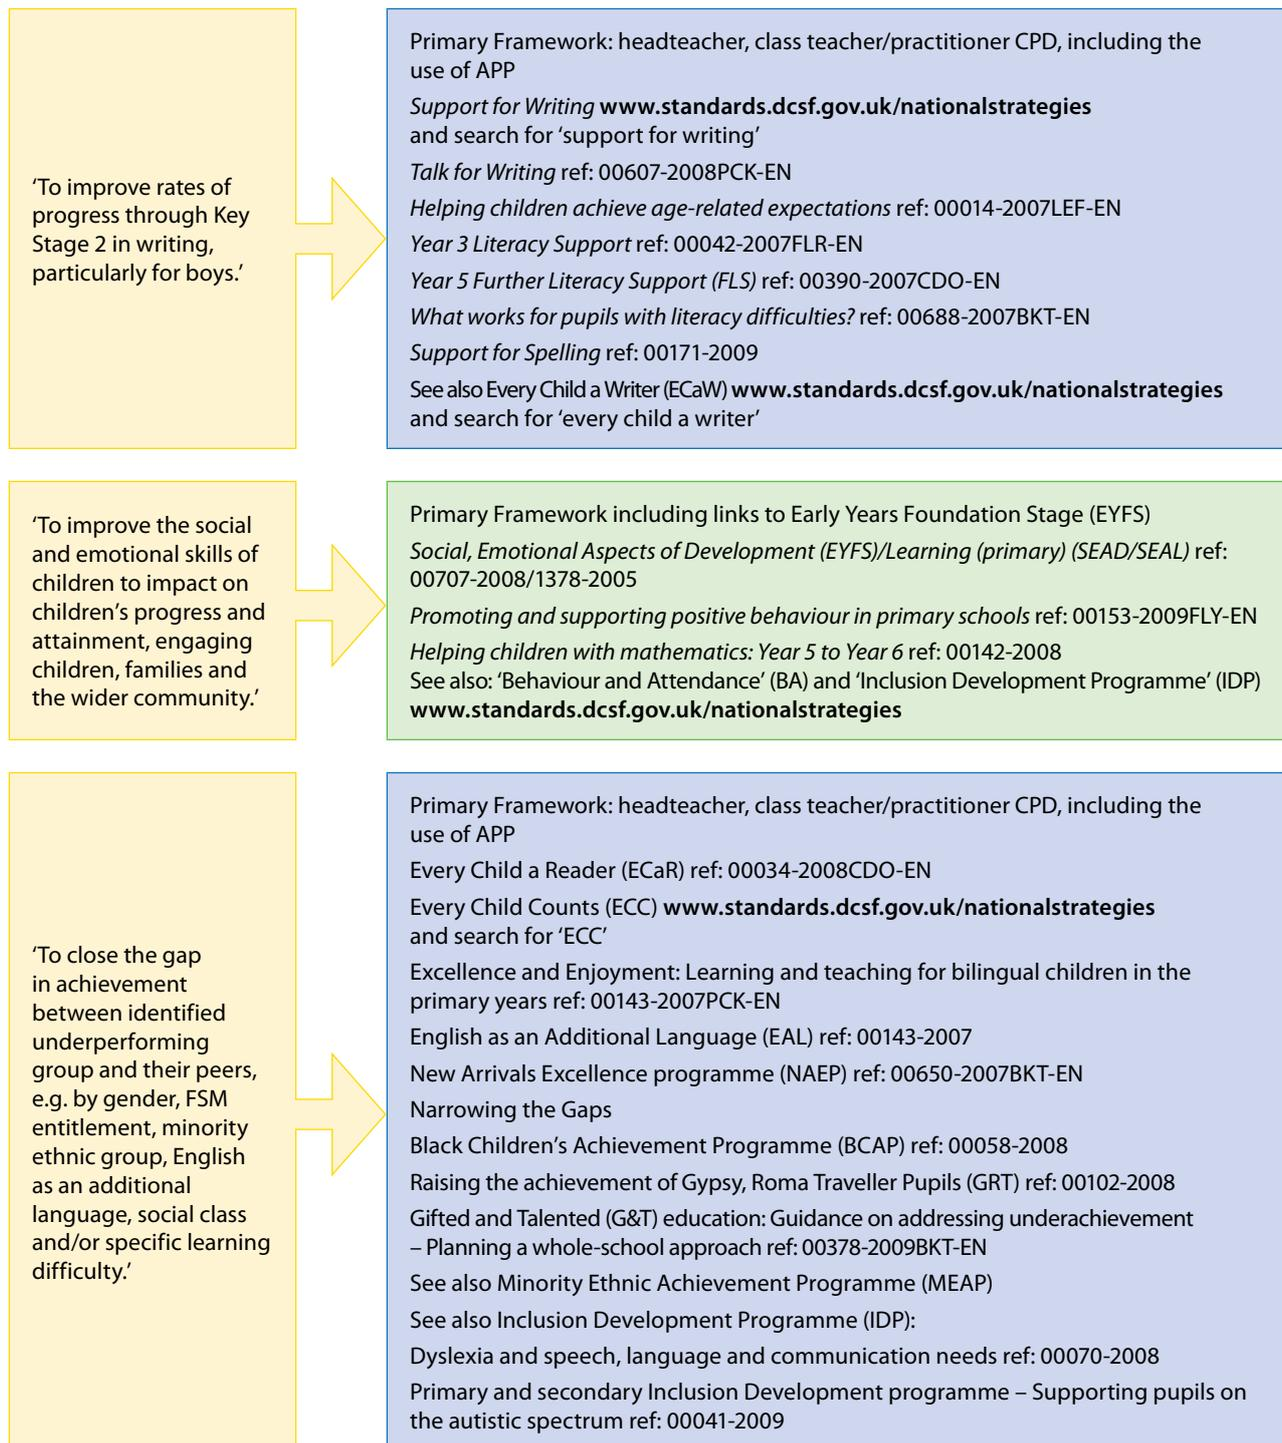 ‘To improve rates of
progress through Key
Stage 2 in writing,
particularly for boys.’
Primary Framework: headteacher, class teacher/practitioner CPD, including the
use of APP
Support for Writing www.standards.dcsf.gov.uk/nationalstrategies
and search for ‘support for writing’
Talk for Writing ref: 00607-2008PCK-EN
Helping children achieve age-related expectations ref: 00014-2007LEF-EN
Year 3 Literacy Support ref: 00042-2007FLR-EN
Year 5 Further Literacy Support (FLS) ref: 00390-2007CDO-EN
What works for pupils with literacy difficulties? ref: 00688-2007BKT-EN
Support for Spelling ref: 00171-2009
See also Every Child a Writer (ECaW) www.standards.dcsf.gov.uk/nationalstrategies
and search for ‘every child a writer’
‘To improve the social
and emotional skills of
children to impact on
children’s progress and
attainment, engaging
children, families and
the wider community.’
Primary Framework including links to Early Years Foundation Stage (EYFS)
Social, Emotional Aspects of Development (EYFS)/Learning (primary) (SEAD/SEAL) ref:
00707-2008/1378-2005
Promoting and supporting positive behaviour in primary schools ref: 00153-2009FLY-EN
Helping children with mathematics: Year 5 to Year 6 ref: 00142-2008
See also: ‘Behaviour and Attendance’ (BA) and ‘Inclusion Development Programme’ (IDP)
www.standards.dcsf.gov.uk/nationalstrategies
‘To close the gap
in achievement
between identified
underperforming
group and their peers,
e.g. by gender, FSM
entitlement, minority
ethnic group, English
as an additional
language, social class
and/or specific learning
difficulty.’
Primary Framework: headteacher, class teacher/practitioner CPD, including the
use of APP
Every Child a Reader (ECaR) ref: 00034-2008CDO-EN
Every Child Counts (ECC) www.standards.dcsf.gov.uk/nationalstrategies
and search for ‘ECC’
Excellence and Enjoyment: Learning and teaching for bilingual children in the
primary years ref: 00143-2007PCK-EN
English as an Additional Language (EAL) ref: 00143-2007
New Arrivals Excellence programme (NAEP) ref: 00650-2007BKT-EN
Narrowing the Gaps
Black Children’s Achievement Programme (BCAP) ref: 00058-2008
Raising the achievement of Gypsy, Roma Traveller Pupils (GRT) ref: 00102-2008
Gifted and Talented (G&T) education: Guidance on addressing underachievement
– Planning a whole-school approach ref: 00378-2009BKT-EN
See also Minority Ethnic Achievement Programme (MEAP)
See also Inclusion Development Programme (IDP):
Dyslexia and speech, language and communication needs ref: 00070-2008
Primary and secondary Inclusion Development programme – Supporting pupils on
the autistic spectrum ref: 00041-2009